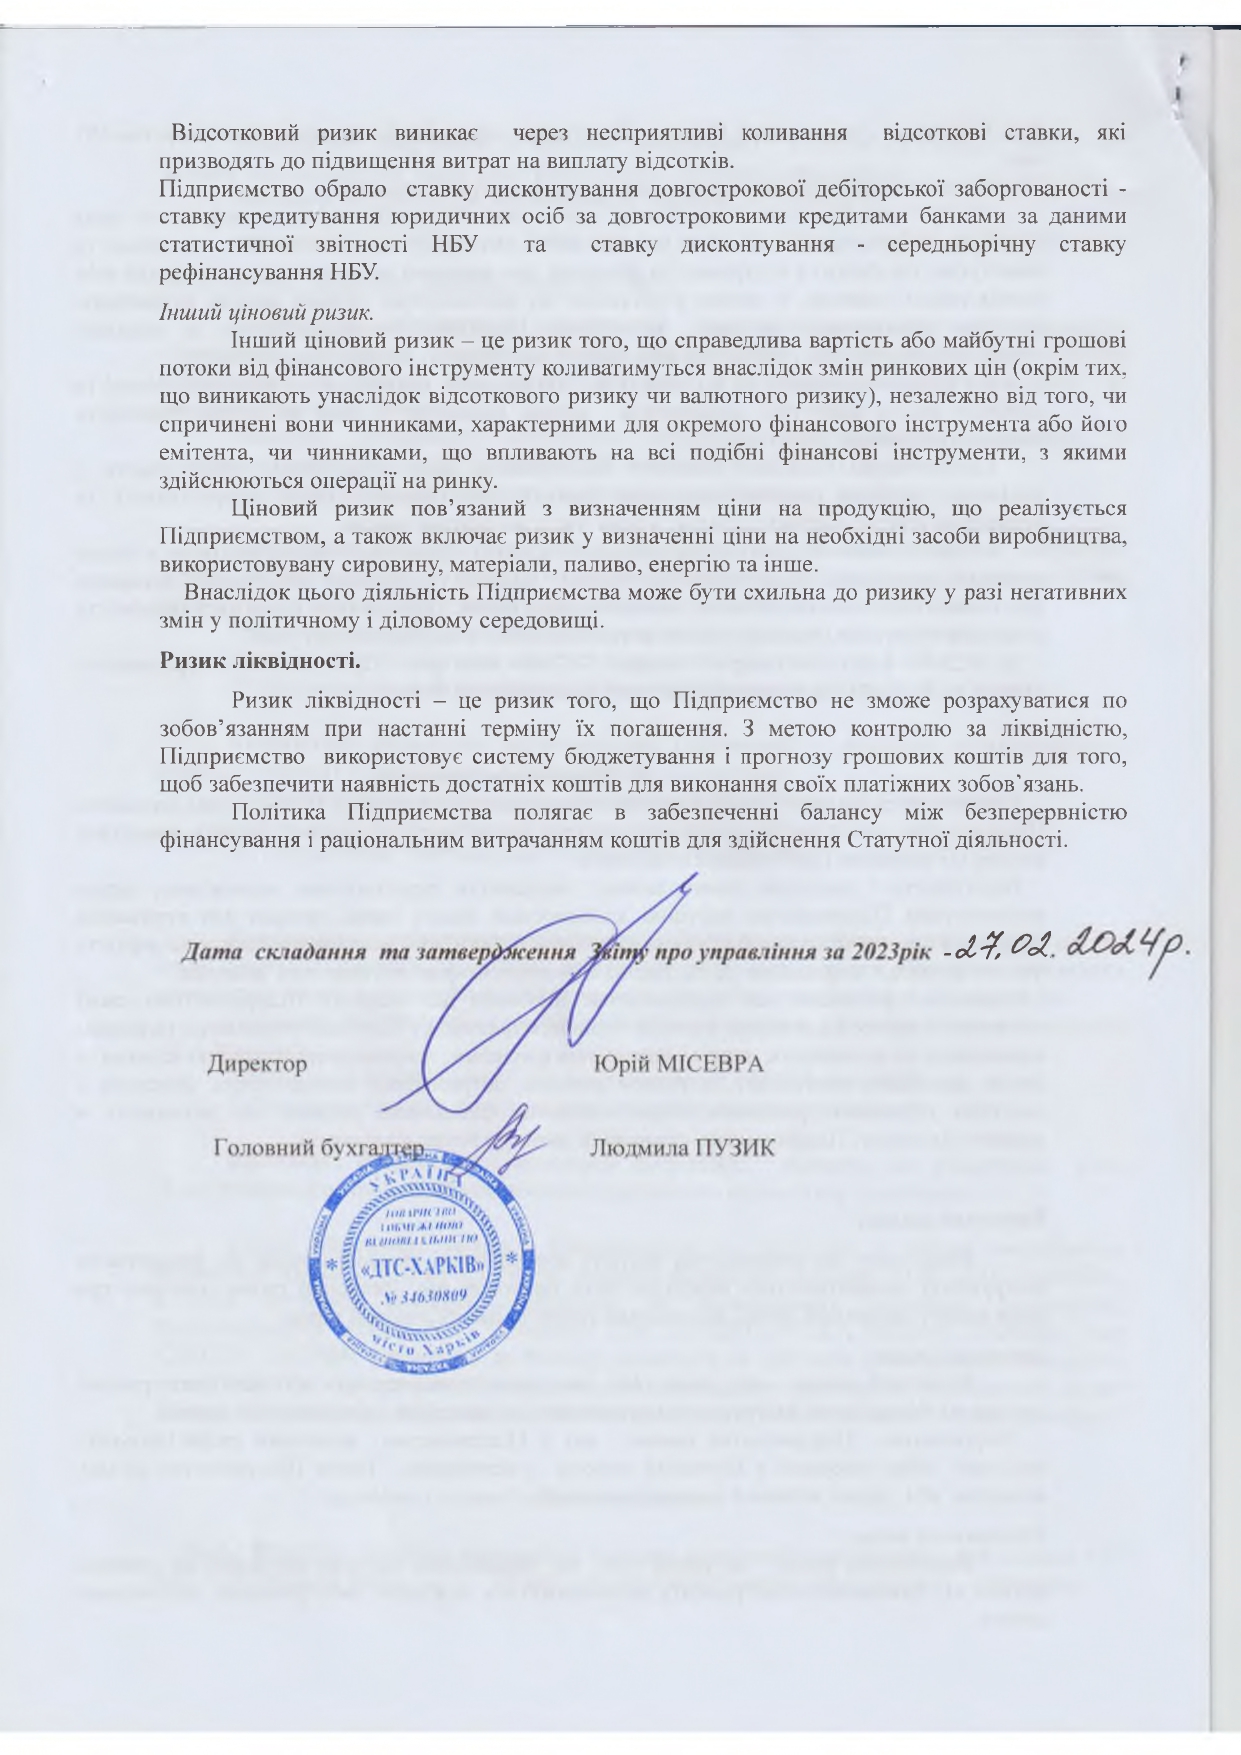 Відсотковий ризик виникає через несприятливі коливання відсоткові ставки, які
призводять до підвищення витрат на виплату відсотків.
Підприємство обрало ставку дисконтування довгострокової дебіторської заборгованості -
ставку кредитування юридичних осіб за довгостроковими кредитами банками за даними
статистичної звітності НБУ та ставку дисконтування - середньорічну ставку
рефінансування НБУ.
Інший ціновий ризик.
Інший ціновий ризик – це ризик того, що справедлива вартість або майбутні грошові
потоки від фінансового інструменту коливатимуться внаслідок змін ринкових цін (окрім тих,
що виникають унаслідок відсоткового ризику чи валютного ризику), незалежно від того, чи
спричинені вони чинниками, характерними для окремого фінансового інструмента або його
емітента, чи чинниками, що впливають на всі подібні фінансові інструменти, з якими
здійснюються операції на ринку.
Ціновий ризик пов’язаний з визначенням ціни на продукцію, що реалізується
Підприємством, а також включає ризик у визначенні ціни на необхідні засоби виробництва,
використовувану сировину, матеріали, паливо, енергію та інше.
Внаслідок цього діяльність Підприємства може бути схильна до ризику у разі негативних
змін у політичному і діловому середовищі.
Ризик ліквідності.
Ризик ліквідності – це ризик того, що Підприємство не зможе розрахуватися по
зобов’язанням при настанні терміну їх погашення. З метою контролю за ліквідністю,
Підприємство використовує систему бюджетування і прогнозу грошових коштів для того,
щоб забезпечити наявність достатніх коштів для виконання своїх платіжних зобов`язань.
Політика Підприємства полягає в забезпеченні балансу між безперервністю
фінансування і раціональним витрачанням коштів для здійснення Статутної діяльності.
Дата складання та затвердження Звіту про управління за 2023рік - 27.02.2024р.
Директор Юрій МІСЕВРА
Головний бухгалтер Людмила ПУЗИК
УКРАЇНА
ТОВАРИСТВО
З ОБМЕЖЕНОЮ
ВІДПОВІДАЛЬНІСТЮ
«ДТС-ХАРКІВ»
№ 34630809
місто Харків